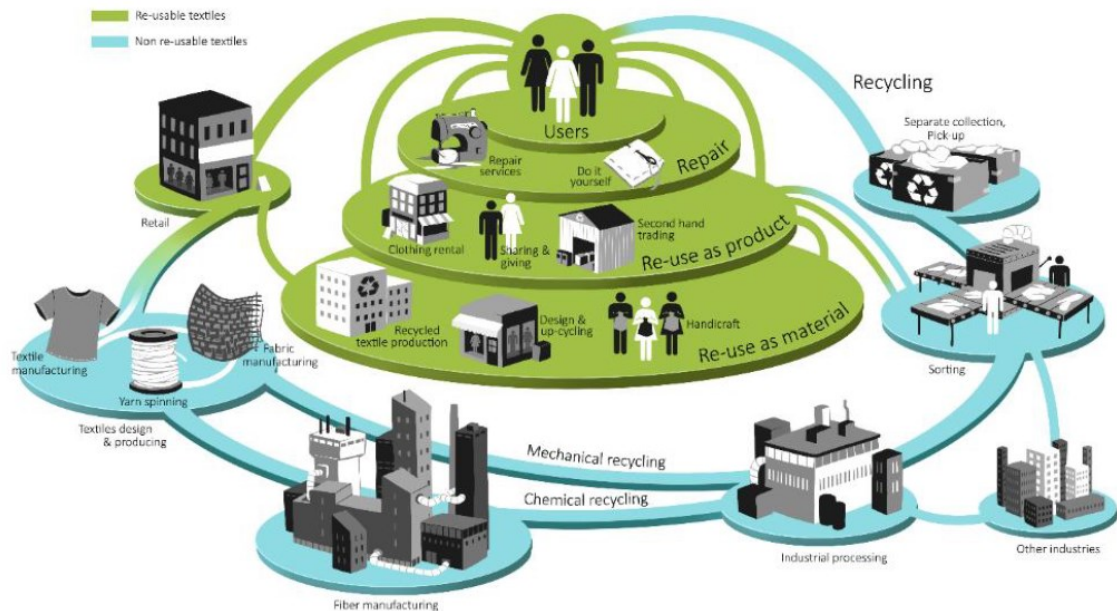 Re-usable textiles
Non re-usable textiles
Users
Recycling
Separate collection,
Pick-up
Repair
services
Do it
yourself
Repair
Retail
Clothing rental
Sharing &
giving
Second hand
trading
Re-use as product
Recycled
textile production
Design &
up-cycling
Handicraft
Re-use as material
Sorting
Textile
manufacturing
Fabric
manufacturing
Yarn spinning
Textiles design
& producing
Mechanical recycling
Chemical recycling
Fiber manufacturing
Industrial processing
Other industries